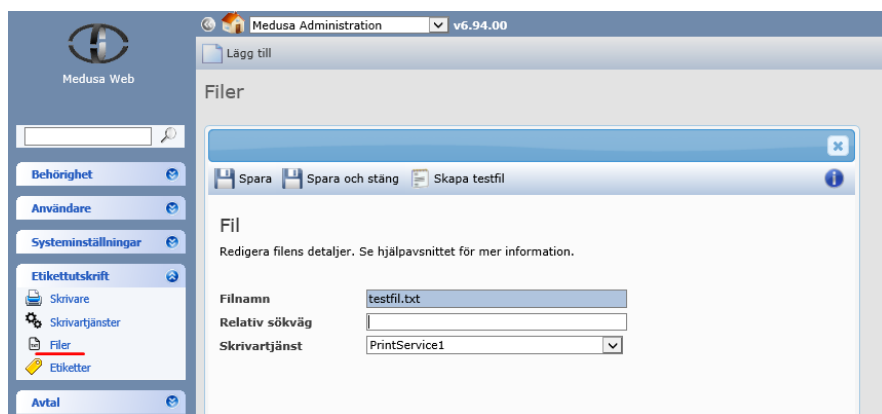 Medusa Administration v6.94.00
Lägg till
Medusa Web
Filer
Behörighet
Användare
Systeminställningar
Etikettutskrift
Skrivare
Skrivartjänster
Filer
Etiketter
Avtal
Spara Spara och stäng Skapa testfil
Fil
Redigera filens detaljer. Se hjälpavsnittet för mer information.
Filnamn testfil.txt
Relativ sökväg
Skrivartjänst PrintService1